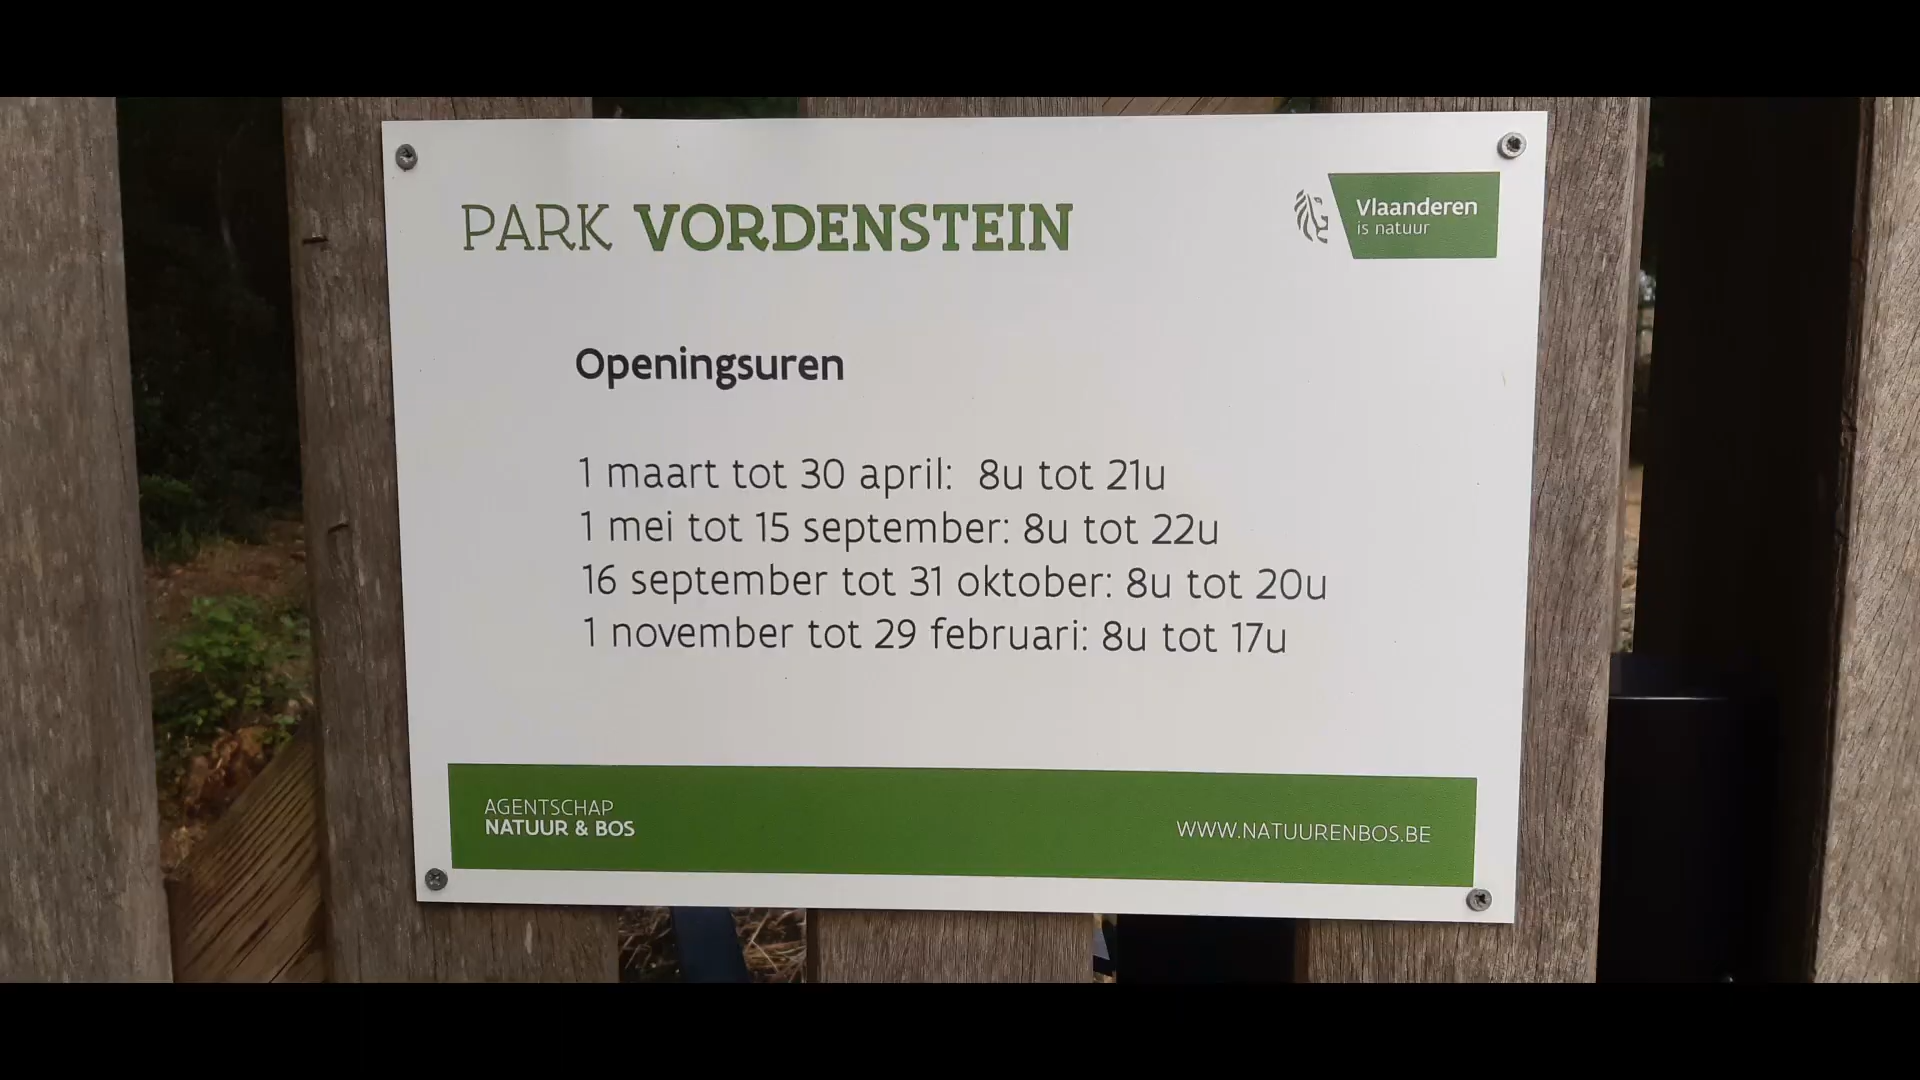 PARK VORDENSTEIN
Vlaanderen
is natuur
Openingsuren
1 maart tot 30 april: 8u tot 21u
1 mei tot 15 september: 8u tot 22u
16 september tot 31 oktober: 8u tot 20u
1 november tot 29 februari: 8u tot 17u
AGENTSCHAP
NATUUR & BOS
WWW.NATUURENBOS.BE